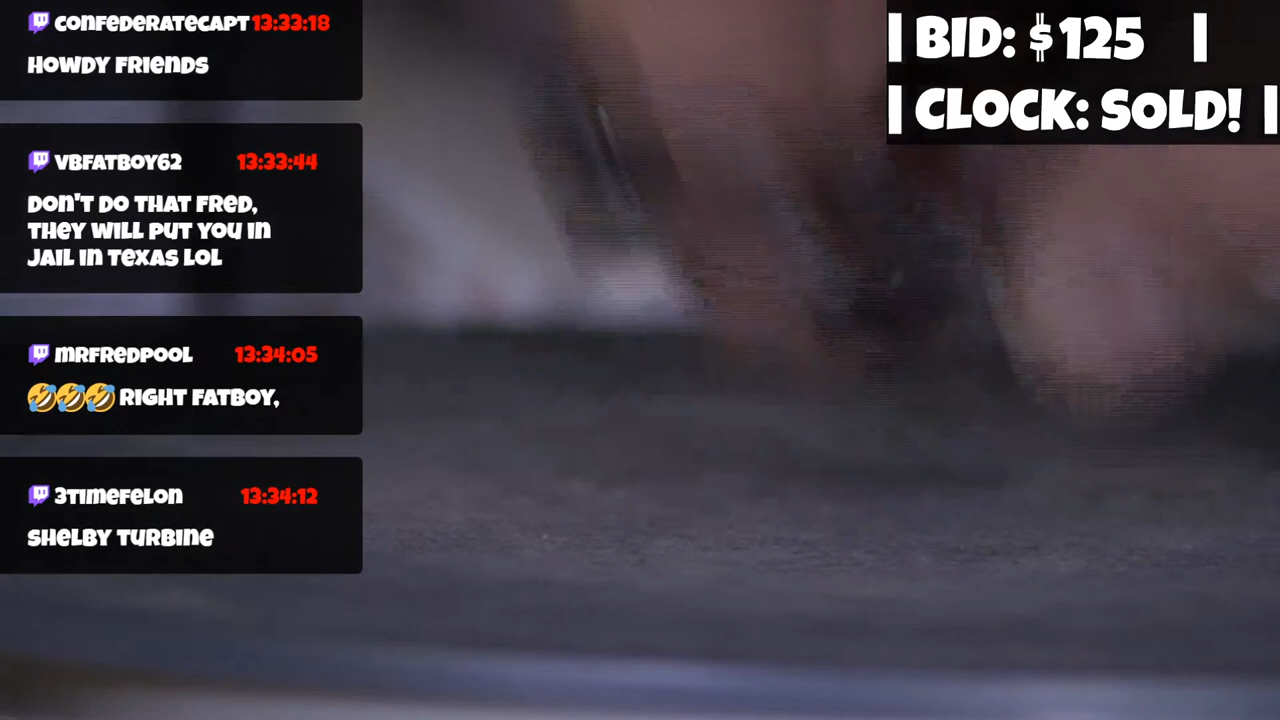 CONFEDERATECAPT 13:33:18
HOWDY FRIENDS
VBFATBOY62 13:33:44
DON'T DO THAT FRED,
THEY WILL PUT YOU IN
JAIL IN TEXAS LOL
MRFREDPOOL 13:34:05
🤣🤣🤣 RIGHT FATBOY,
3TIMEFELON 13:34:12
SHELBY TURBINE
| BID: $125 |
| CLOCK: SOLD! |